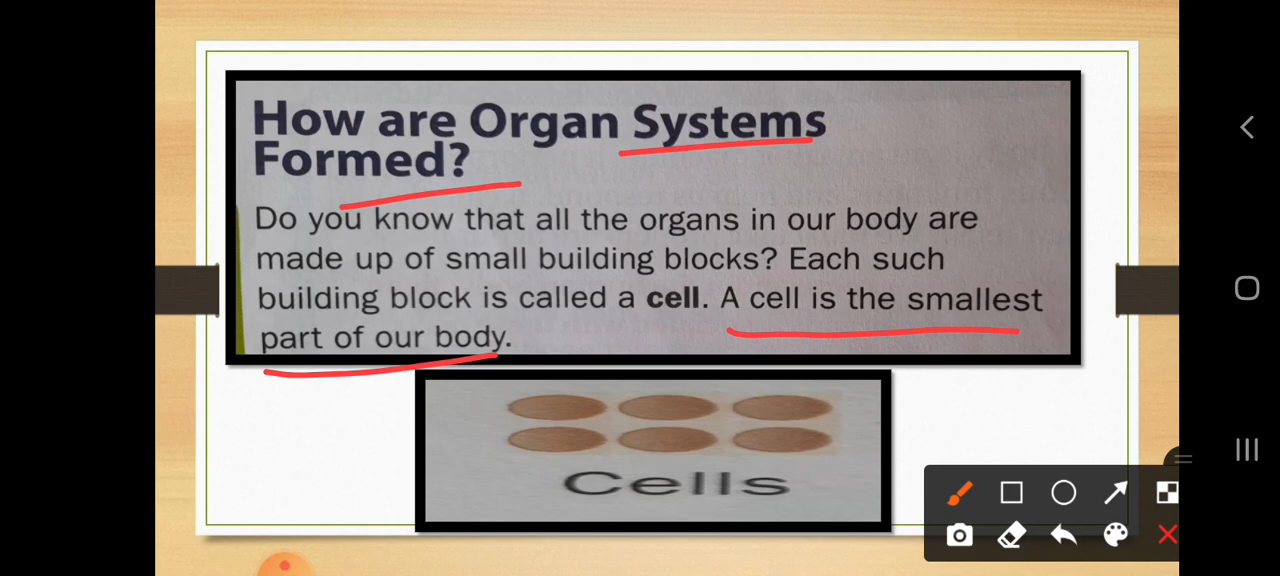 How are Organ Systems
Formed?
Do you know that all the organs in our body are
made up of small building blocks? Each such
building block is called a cell. A cell is the smallest
part of our body.
Cells